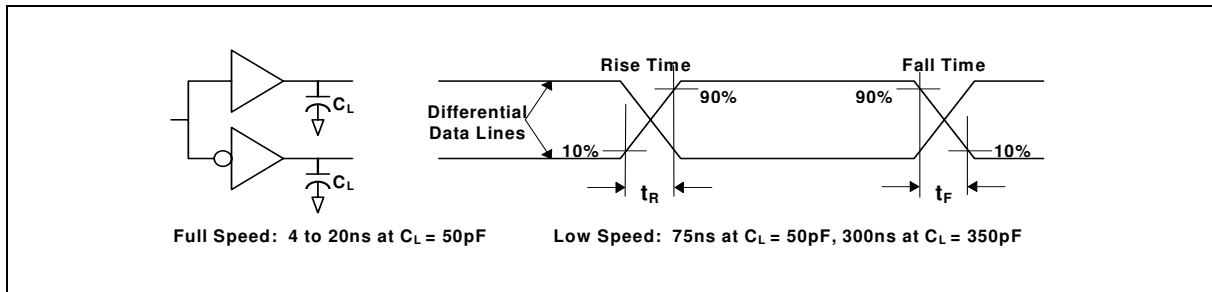 Rise Time
Fall Time
C_L
90%
90%
Differential
Data Lines
10%
10%
C_L
t_R
t_F
Full Speed: 4 to 20ns at C_L = 50pF
Low Speed: 75ns at C_L = 50pF, 300ns at C_L = 350pF